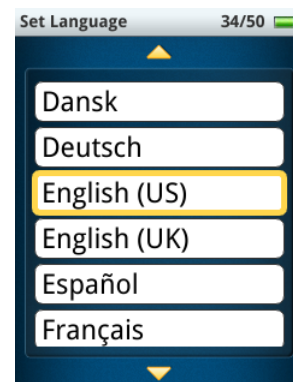 Set Language 34/50
Dansk
Deutsch
English (US)
English (UK)
Español
Français